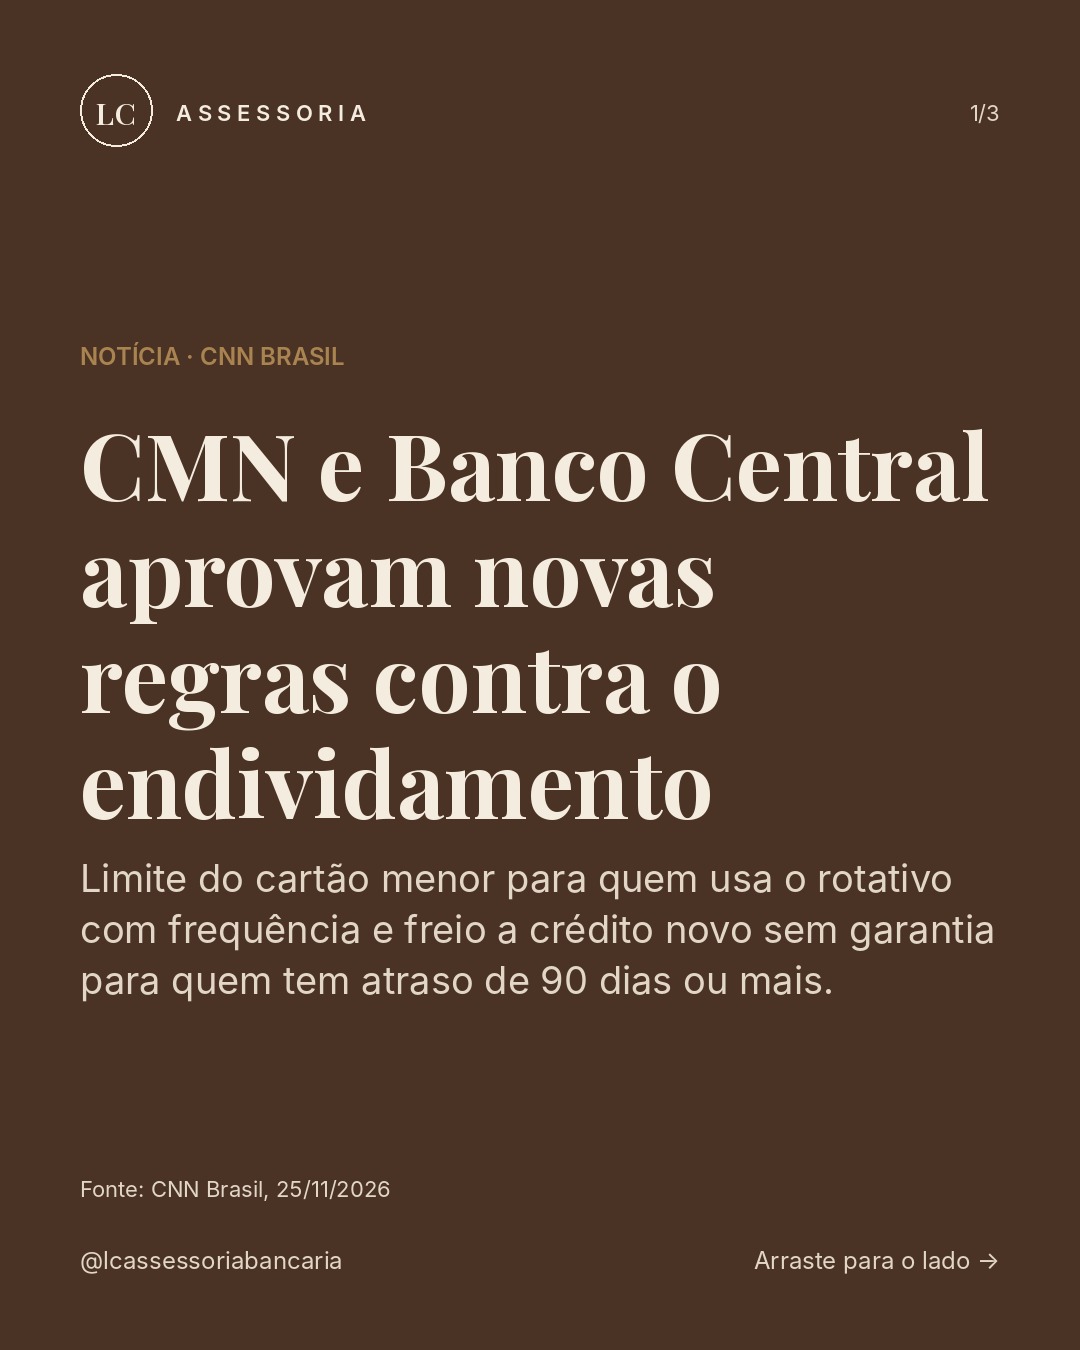 LC ASSESSORIA
1/3
NOTÍCIA · CNN BRASIL
CMN e Banco Central
aprovam novas
regras contra o
endividamento
Limite do cartão menor para quem usa o rotativo
com frequência e freio a crédito novo sem garantia
para quem tem atraso de 90 dias ou mais.
Fonte: CNN Brasil, 25/11/2026
@lcassessoriabancaria
Arraste para o lado →